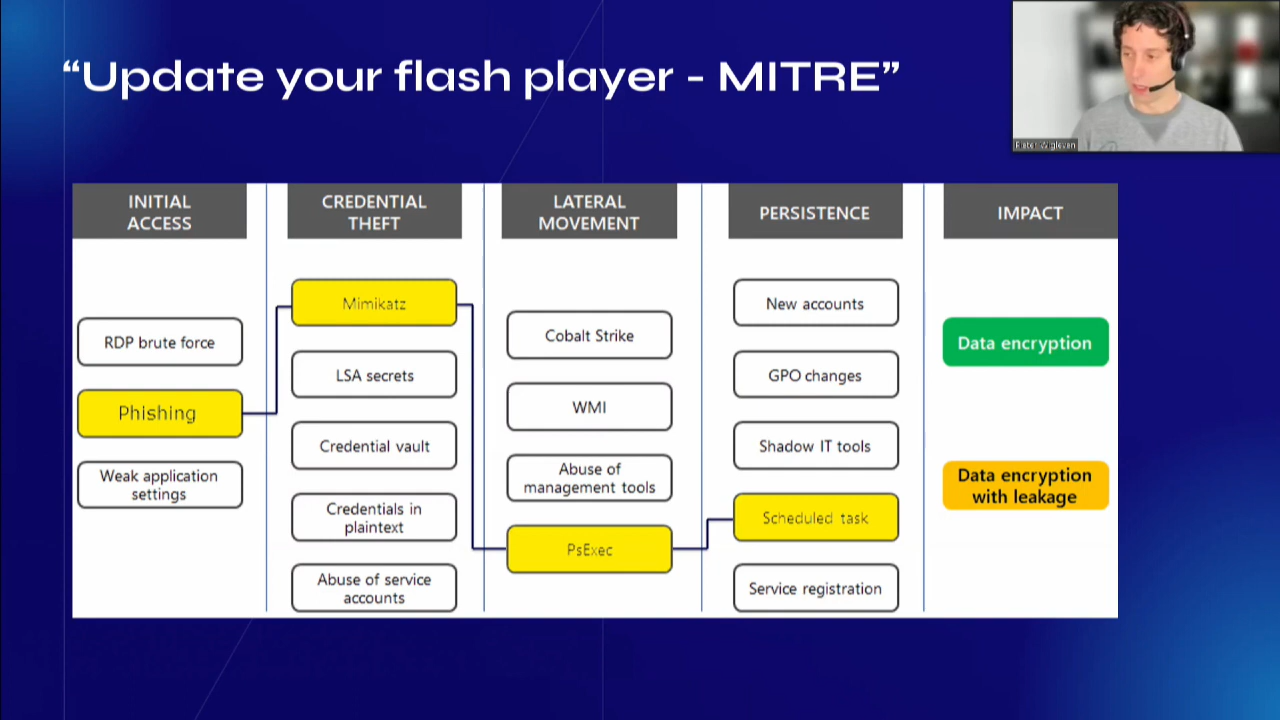 “Update your flash player - MITRE”
Pieter Wigleven
INITIAL
ACCESS
CREDENTIAL
THEFT
LATERAL
MOVEMENT
PERSISTENCE
IMPACT
RDP brute force
Phishing
Weak application
settings
Mimikatz
LSA secrets
Credential vault
Credentials in
plaintext
Abuse of service
accounts
Cobalt Strike
WMI
Abuse of
management tools
PsExec
New accounts
GPO changes
Shadow IT tools
Scheduled task
Service registration
Data encryption
Data encryption
with leakage